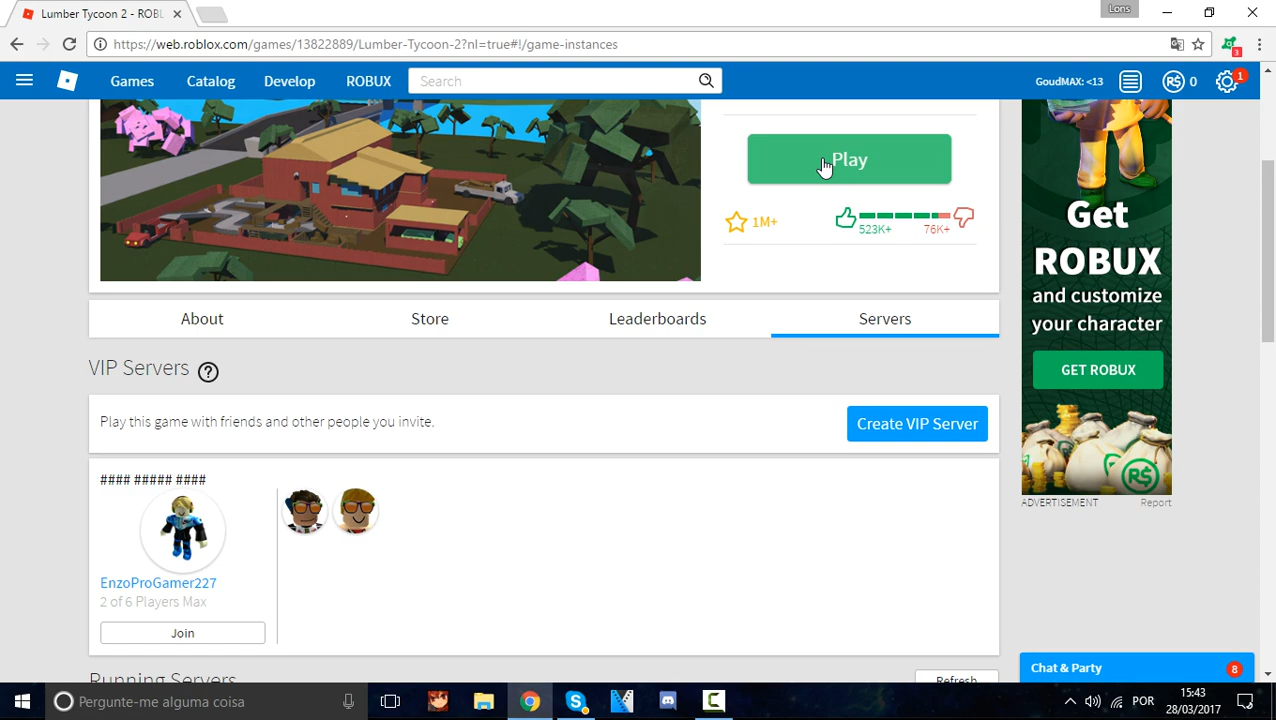 Lumber Tycoon 2 - ROBL
Lons
https://web.roblox.com/games/13822889/Lumber-Tycoon-2?nl=true#!/game-instances
3
Games
Catalog
Develop
ROBUX
Search
GoudMAX: <13
R$ 0
1
Play
1M+
523K+
76K+
About
Store
Leaderboards
Servers
VIP Servers ?
Play this game with friends and other people you invite.
Create VIP Server
#### ##### ####
EnzoProGamer227
2 of 6 Players Max
Join
Running Servers
Refresh
Get
ROBUX
and customize
your character
GET ROBUX
R$
ADVERTISEMENT
Report
Chat & Party
8
Pergunte-me alguma coisa
POR
15:43
28/03/2017